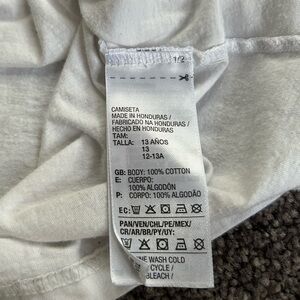 1/2
CAMISETA
MADE IN HONDURAS /
FABRICADO NA HONDURAS /
HECHO EN HONDURAS
TAM:
TALLA: 13 AÑOS
13
12-13A
GB: BODY: 100% COTTON
E: CUERPO:
100% ALGODÓN
P: CORPO: 100% ALGODÃO
EC:
PAN/VEN/CHL/PE/MEX/
CR/AR/BR/PY/UY:
WASH COLD
CYCLE /
BLEACH /